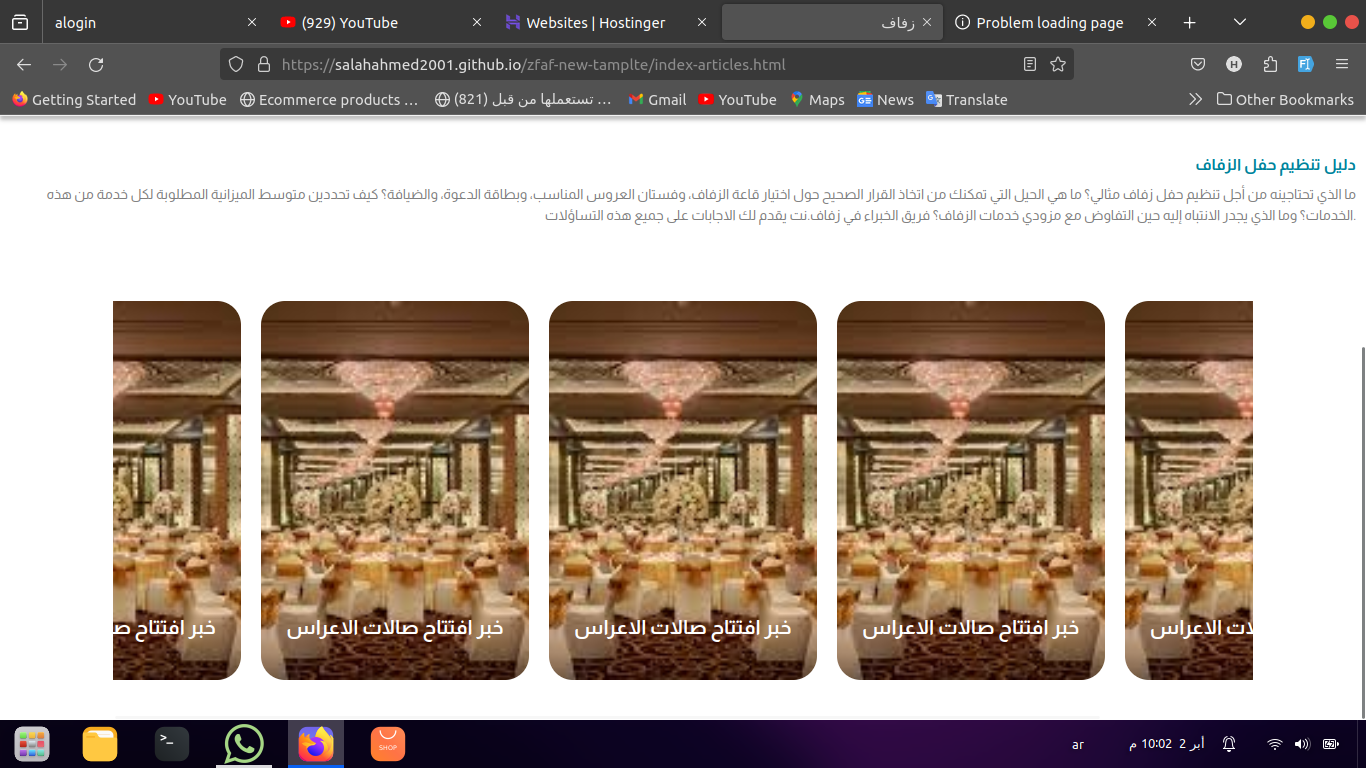 alogin
(929) YouTube
Websites | Hostinger
زفاف
Problem loading page
https://salahahmed2001.github.io/zfaf-new-tamplte/index-articles.html
H
Getting Started
YouTube
Ecommerce products …
(821) تستعملها من قبل …
Gmail
YouTube
Maps
News
Translate
Other Bookmarks
دليل تنظيم حفل الزفاف
ما الذي تحتاجينه من أجل تنظيم حفل زفاف مثالي؟ ما هي الحيل التي تمكنك من اتخاذ القرار الصحيح حول اختيار قاعة الزفاف، وفستان العروس المناسب، وبطاقة الدعوة، والضيافة؟ كيف تحددين متوسط الميزانية المطلوبة لكل خدمة من هذه
.الخدمات؟ وما الذي يجدر الانتباه إليه حين التفاوض مع مزودي خدمات الزفاف؟ فريق الخبراء في زفاف.نت يقدم لك الاجابات على جميع هذه التساؤلات
خبر افتتاح ص
خبر افتتاح صالات الاعراس
خبر افتتاح صالات الاعراس
خبر افتتاح صالات الاعراس
لات الاعراس
SHOP
ar
أبر 2 10:02 م